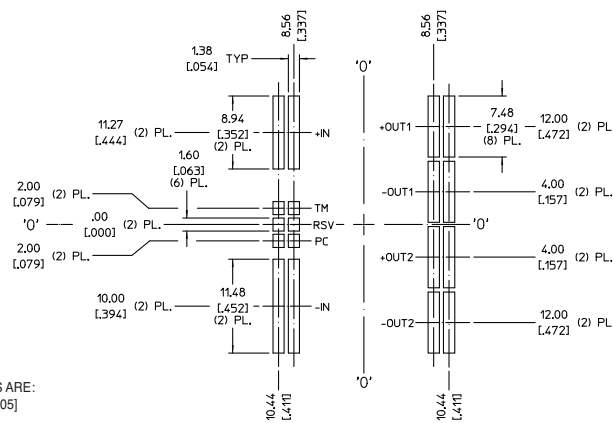 8.56
[.337]
8.56
[.337]
1.38
[.054]
TYP
'0'
11.27
[.444] (2) PL.
8.94
[.352]
(2) PL.
+IN
+OUT1
7.48
[.294]
(8) PL.
12.00
[.472] (2) PL
1.60
[.063]
(6) PL.
-OUT1
4.00
[.157] (2) PL.
2.00
[.079] (2) PL.
TM
'0'
.00
[.000] (2) PL.
RSV
'0'
2.00
[.079] (2) PL.
PC
+OUT2
4.00
[.157] (2) PL.
10.00
[.394] (2) PL.
11.48
[.452]
(2) PL.
-IN
-OUT2
12.00
[.472] (2) PL
'0'
S ARE:
05]
10.44
[.411]
10.44
[.411]